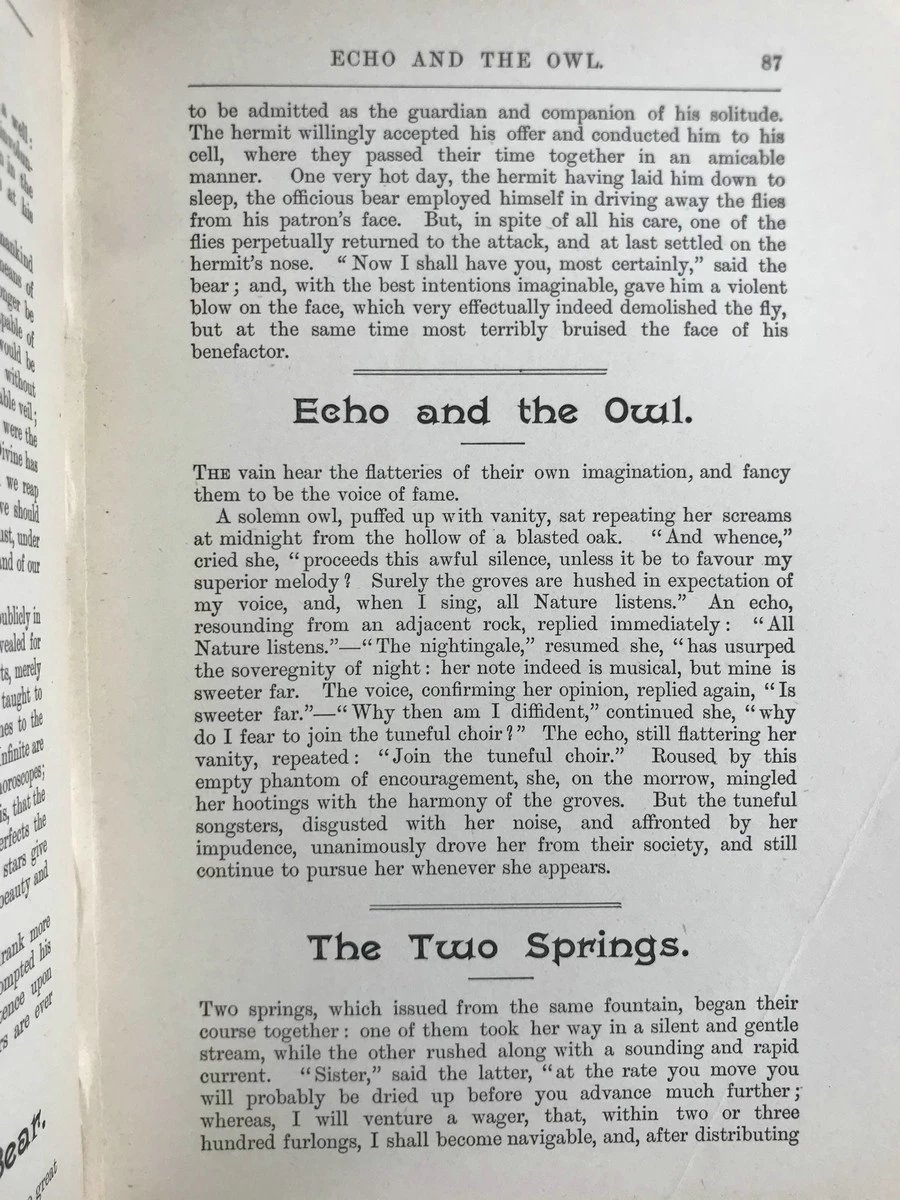 ECHO AND THE OWL. 87
to be admitted as the guardian and companion of his solitude.
The hermit willingly accepted his offer and conducted him to his
cell, where they passed their time together in an amicable
manner. One very hot day, the hermit having laid him down to
sleep, the officious bear employed himself in driving away the flies
from his patron's face. But, in spite of all his care, one of the
flies perpetually returned to the attack, and at last settled on the
hermit's nose. “Now I shall have you, most certainly,” said the
bear; and, with the best intentions imaginable, gave him a violent
blow on the face, which very effectually indeed demolished the fly,
but at the same time most terribly bruised the face of his
benefactor.
Echo and the Owl.
THE vain hear the flatteries of their own imagination, and fancy
them to be the voice of fame.
A solemn owl, puffed up with vanity, sat repeating her screams
at midnight from the hollow of a blasted oak. “And whence,”
cried she, “proceeds this awful silence, unless it be to favour my
superior melody? Surely the groves are hushed in expectation of
my voice, and, when I sing, all Nature listens.” An echo,
resounding from an adjacent rock, replied immediately: “All
Nature listens.”—“The nightingale,” resumed she, “has usurped
the soveregnity of night: her note indeed is musical, but mine is
sweeter far. The voice, confirming her opinion, replied again, “Is
sweeter far.”—“Why then am I diffident,” continued she, “why
do I fear to join the tuneful choir?” The echo, still flattering her
vanity, repeated: “Join the tuneful choir.” Roused by this
empty phantom of encouragement, she, on the morrow, mingled
her hootings with the harmony of the groves. But the tuneful
songsters, disgusted with her noise, and affronted by her
impudence, unanimously drove her from their society, and still
continue to pursue her whenever she appears.
The Two Springs.
TWO springs, which issued from the same fountain, began their
course together: one of them took her way in a silent and gentle
stream, while the other rushed along with a sounding and rapid
current. “Sister,” said the latter, “at the rate you move you
will probably be dried up before you advance much further;
whereas, I will venture a wager, that, within two or three
hundred furlongs, I shall become navigable, and, after distributing